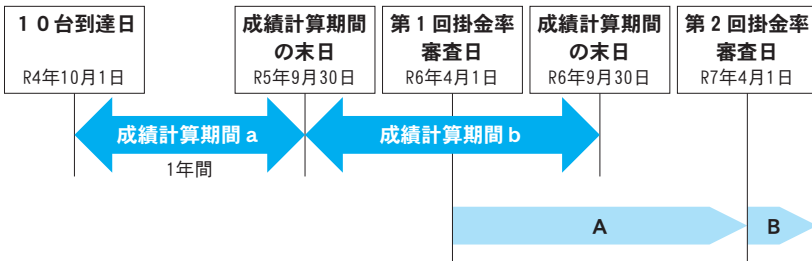 １０台到達日
R4年10月1日
成績計算期間
の末日
R5年9月30日
第１回掛金率
審査日
R6年4月1日
成績計算期間
の末日
R6年9月30日
第２回掛金率
審査日
R7年4月1日
成績計算期間 a
成績計算期間 b
1年間
A
B